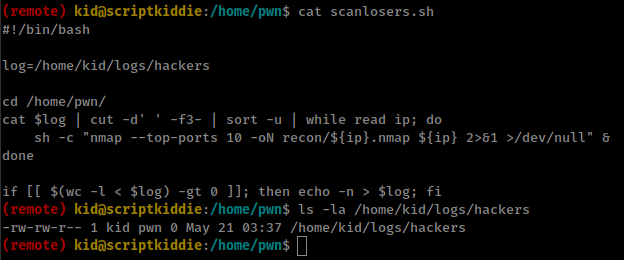 (remote) kid@scriptkiddie:/home/pwn$ cat scanlosers.sh
#!/bin/bash
log=/home/kid/logs/hackers
cd /home/pwn/
cat $log | cut -d' ' -f3- | sort -u | while read ip; do
    sh -c "nmap --top-ports 10 -oN recon/${ip}.nmap ${ip} 2>&1 >/dev/null" &
done
if [[ $(wc -l < $log) -gt 0 ]]; then echo -n > $log; fi
(remote) kid@scriptkiddie:/home/pwn$ ls -la /home/kid/logs/hackers
-rw-rw-r-- 1 kid pwn 0 May 21 03:37 /home/kid/logs/hackers
(remote) kid@scriptkiddie:/home/pwn$